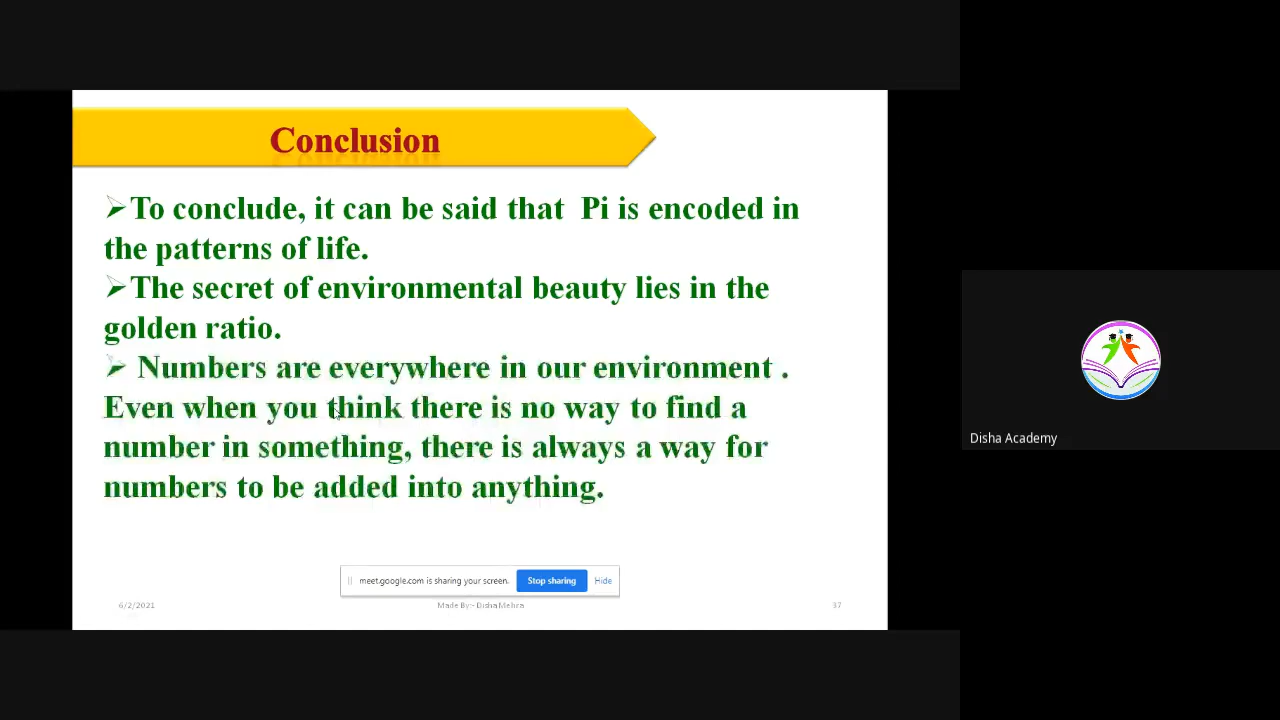 Conclusion
➢To conclude, it can be said that Pi is encoded in
the patterns of life.
➢The secret of environmental beauty lies in the
golden ratio.
➢ Numbers are everywhere in our environment .
Even when you think there is no way to find a
number in something, there is always a way for
numbers to be added into anything.
meet.google.com is sharing your screen. Stop sharing Hide
6/2/2021 Made By:- Disha Mehra 37
Disha Academy